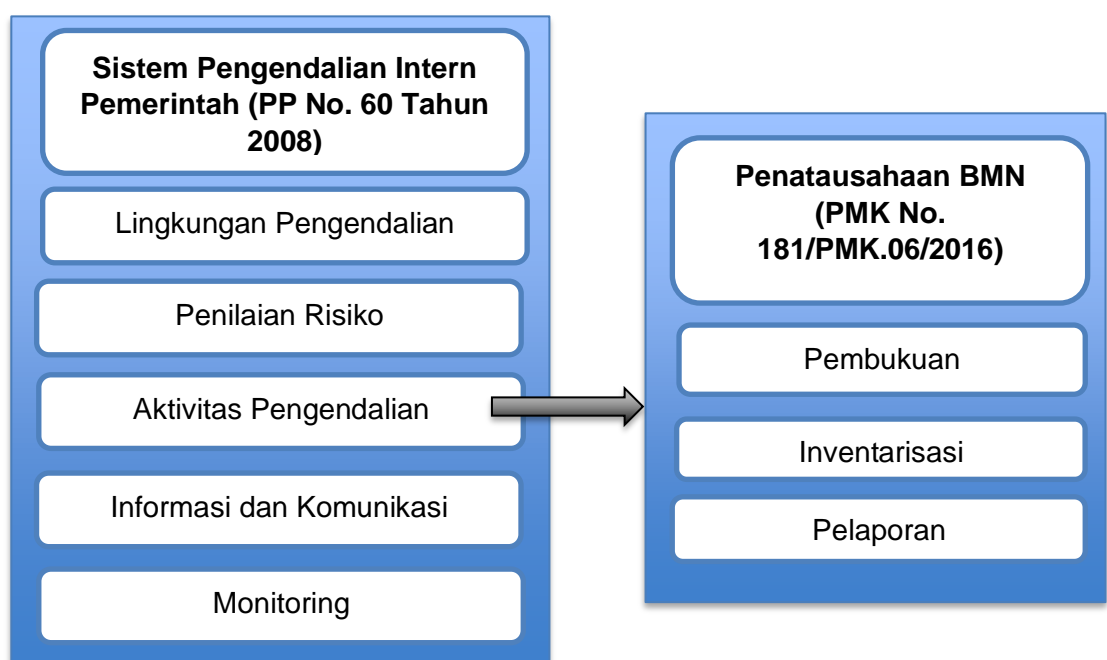 Sistem Pengendalian Intern
Pemerintah (PP No. 60 Tahun
2008)
Lingkungan Pengendalian
Penilaian Risiko
Aktivitas Pengendalian
Informasi dan Komunikasi
Monitoring
Penatausahaan BMN
(PMK No.
181/PMK.06/2016)
Pembukuan
Inventarisasi
Pelaporan